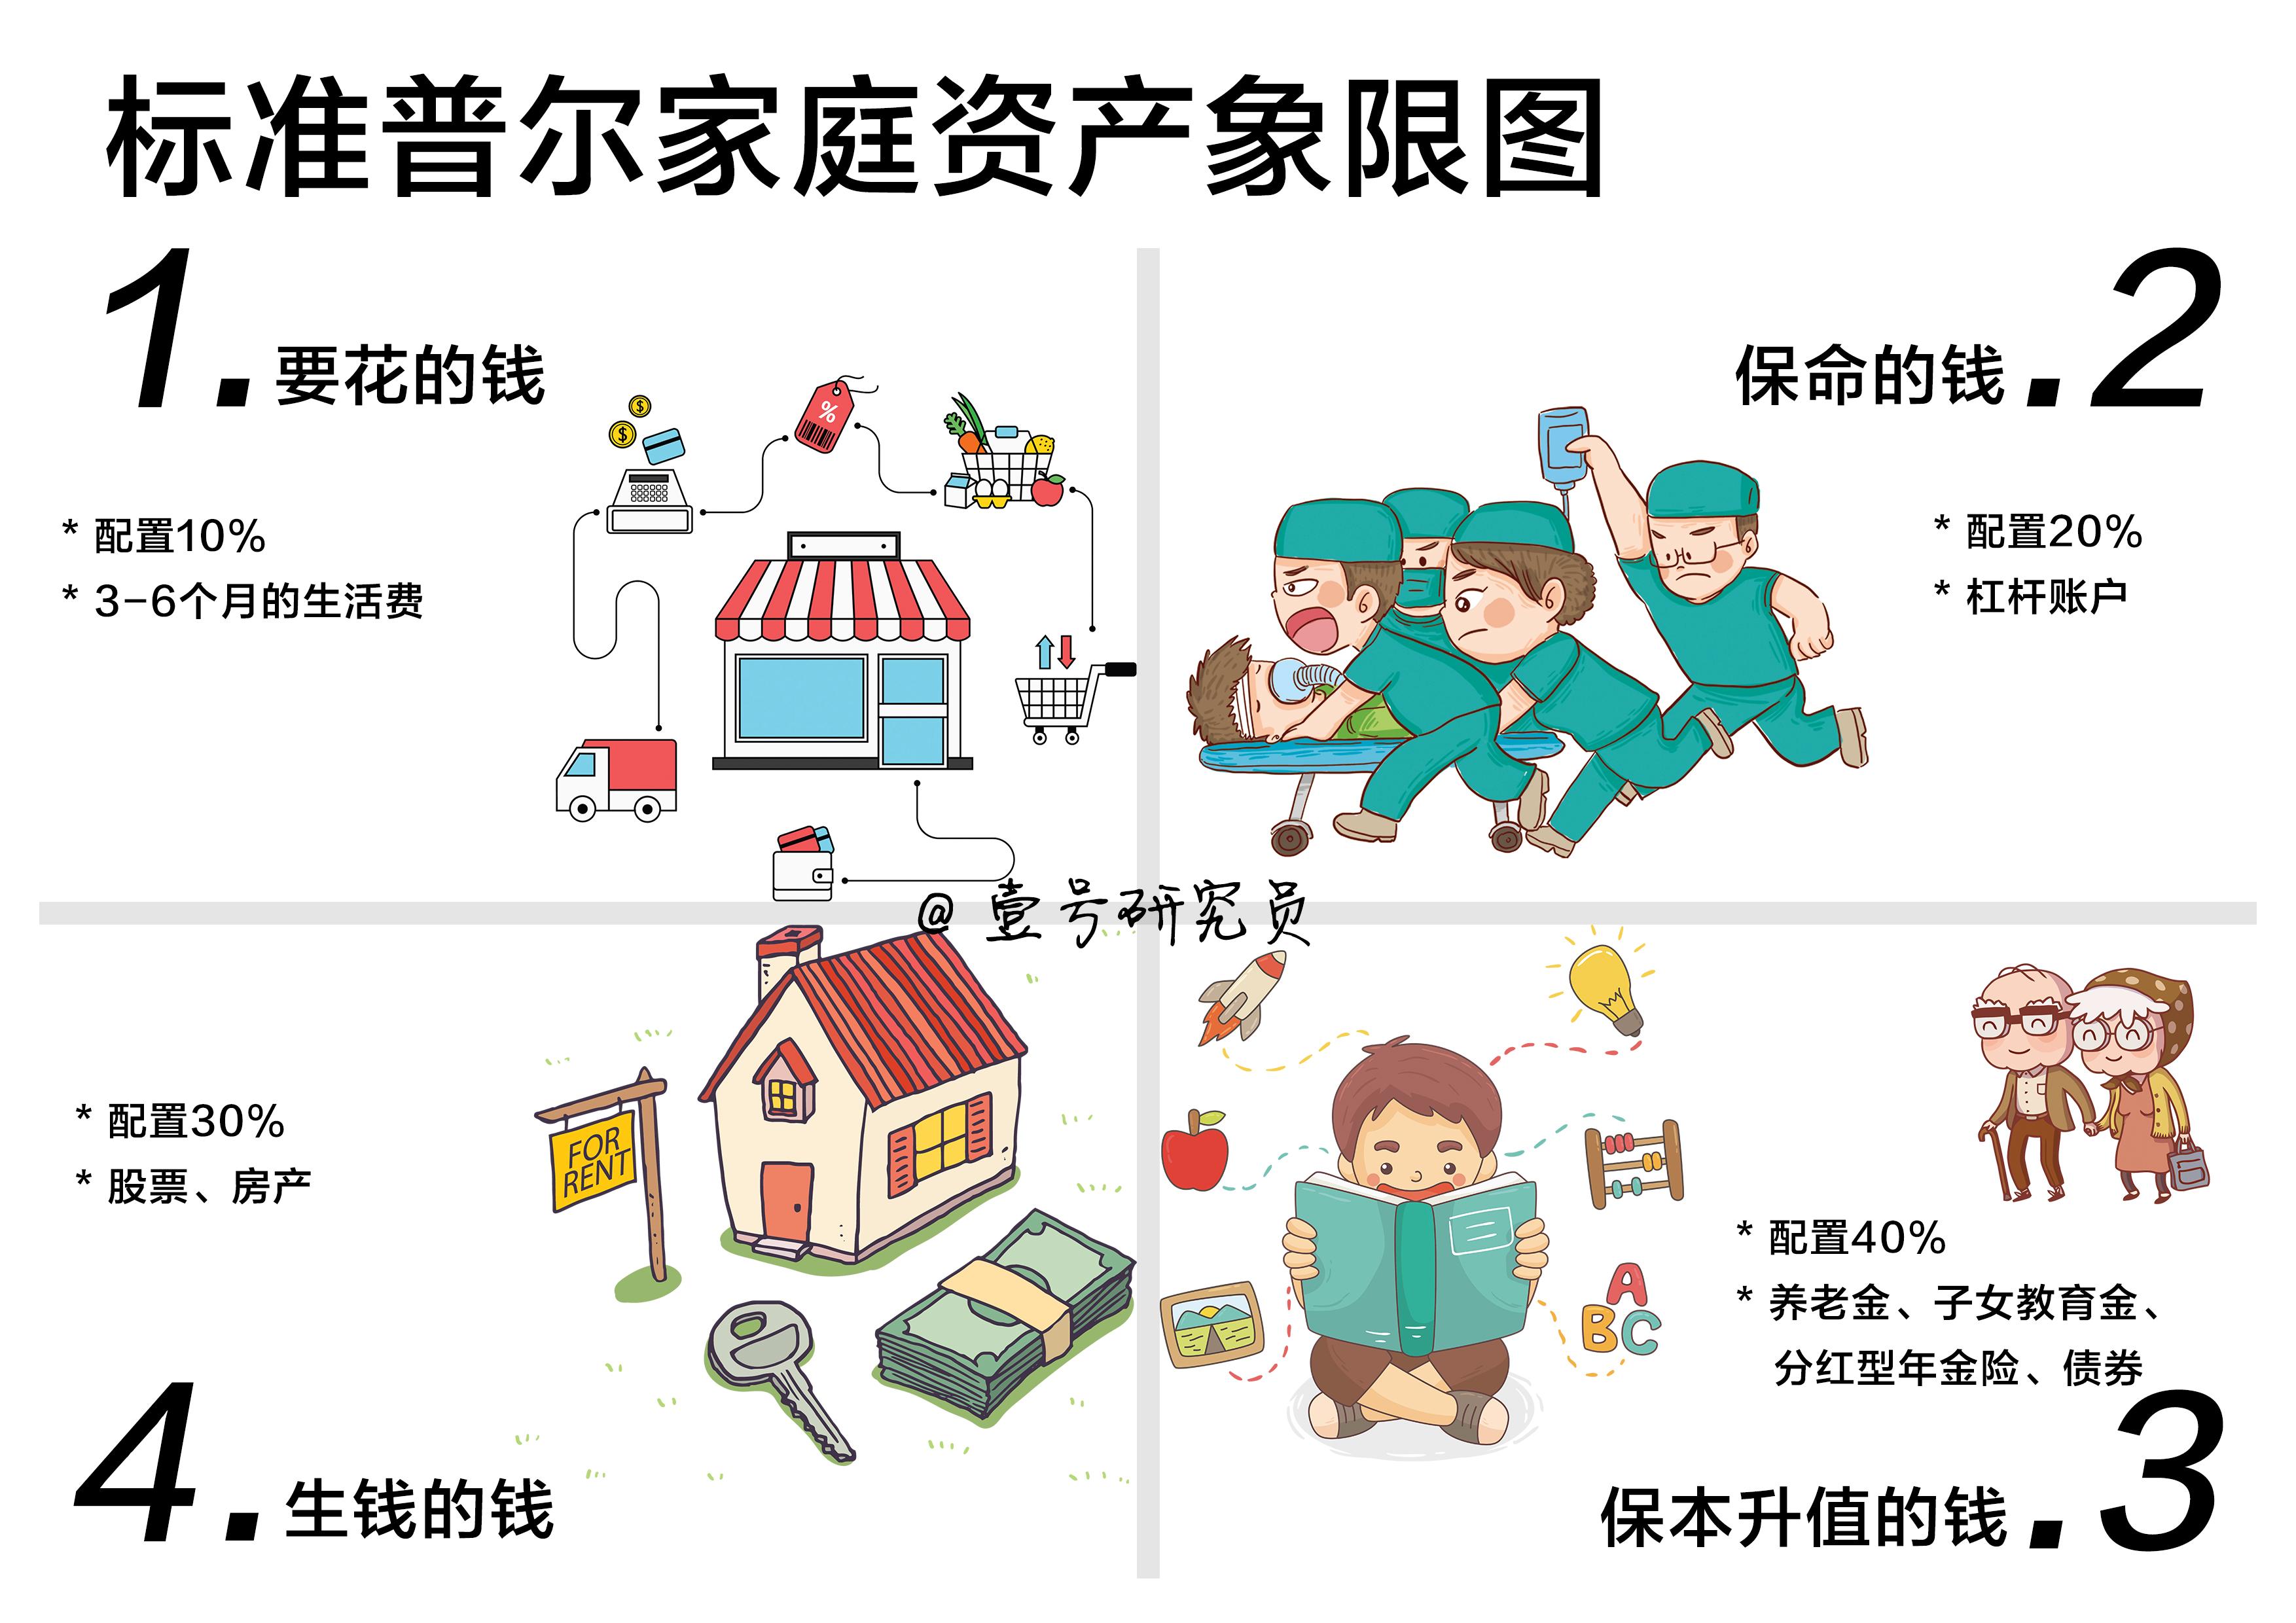 标准普尔家庭资产象限图
1.要花的钱
* 配置10%
* 3-6个月的生活费
保命的钱.2
* 配置20%
* 杠杆账户
%
$
$
@壹号研究员
* 配置30%
* 股票、房产
FOR
RENT
4.生钱的钱
A
BC
* 配置40%
* 养老金、子女教育金、
分红型年金险、债券
保本升值的钱.3